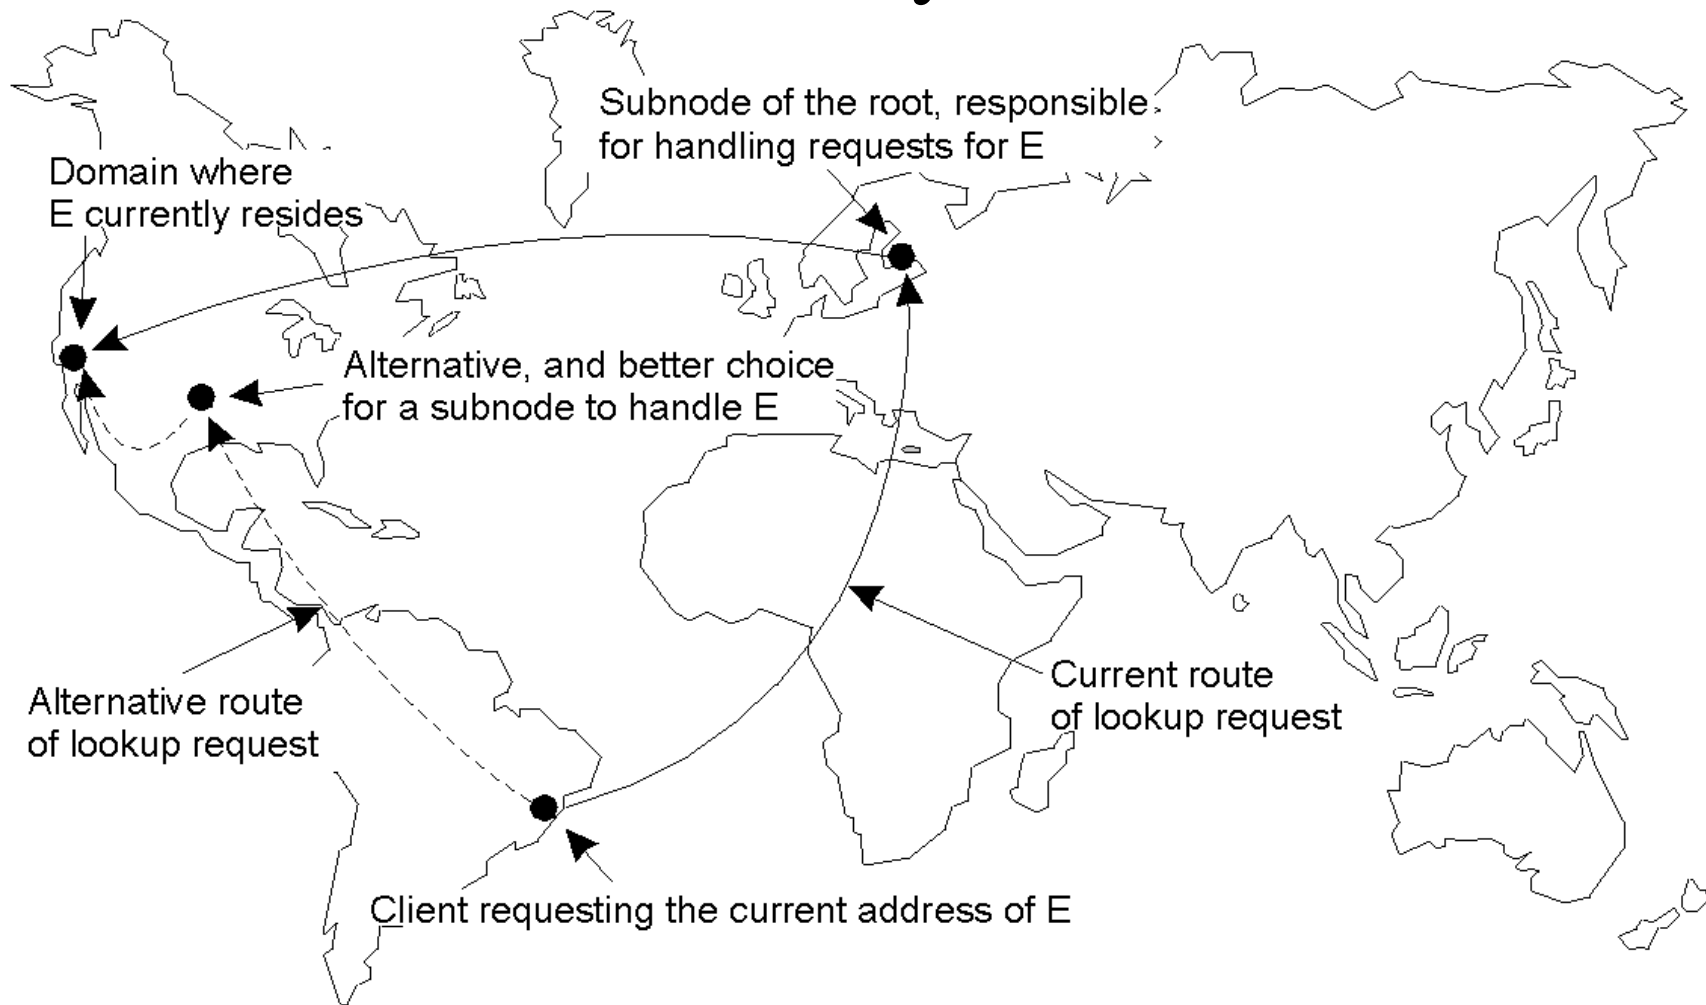 Subnode of the root, responsible
for handling requests for E
Domain where
E currently resides
Alternative, and better choice
for a subnode to handle E
Alternative route
of lookup request
Current route
of lookup request
Client requesting the current address of E